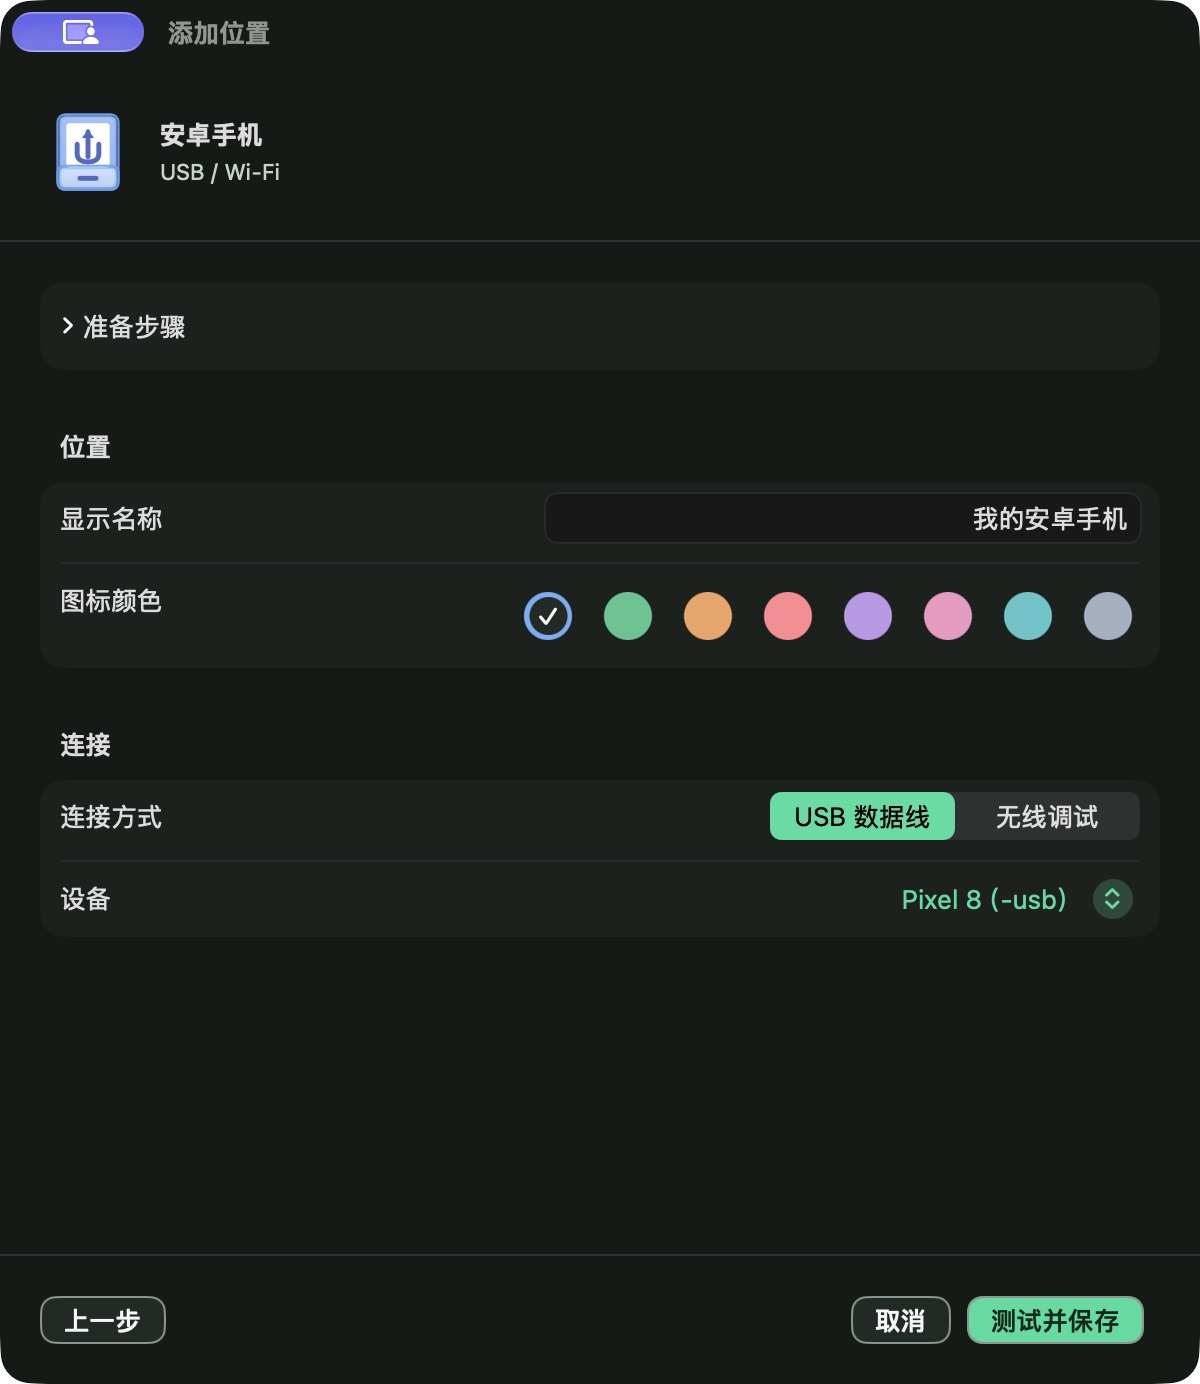 添加位置
安卓手机
USB / Wi-Fi
准备步骤
位置
显示名称 我的安卓手机
图标颜色
连接
连接方式 USB 数据线 无线调试
设备 Pixel 8 (-usb)
上一步 取消 测试并保存